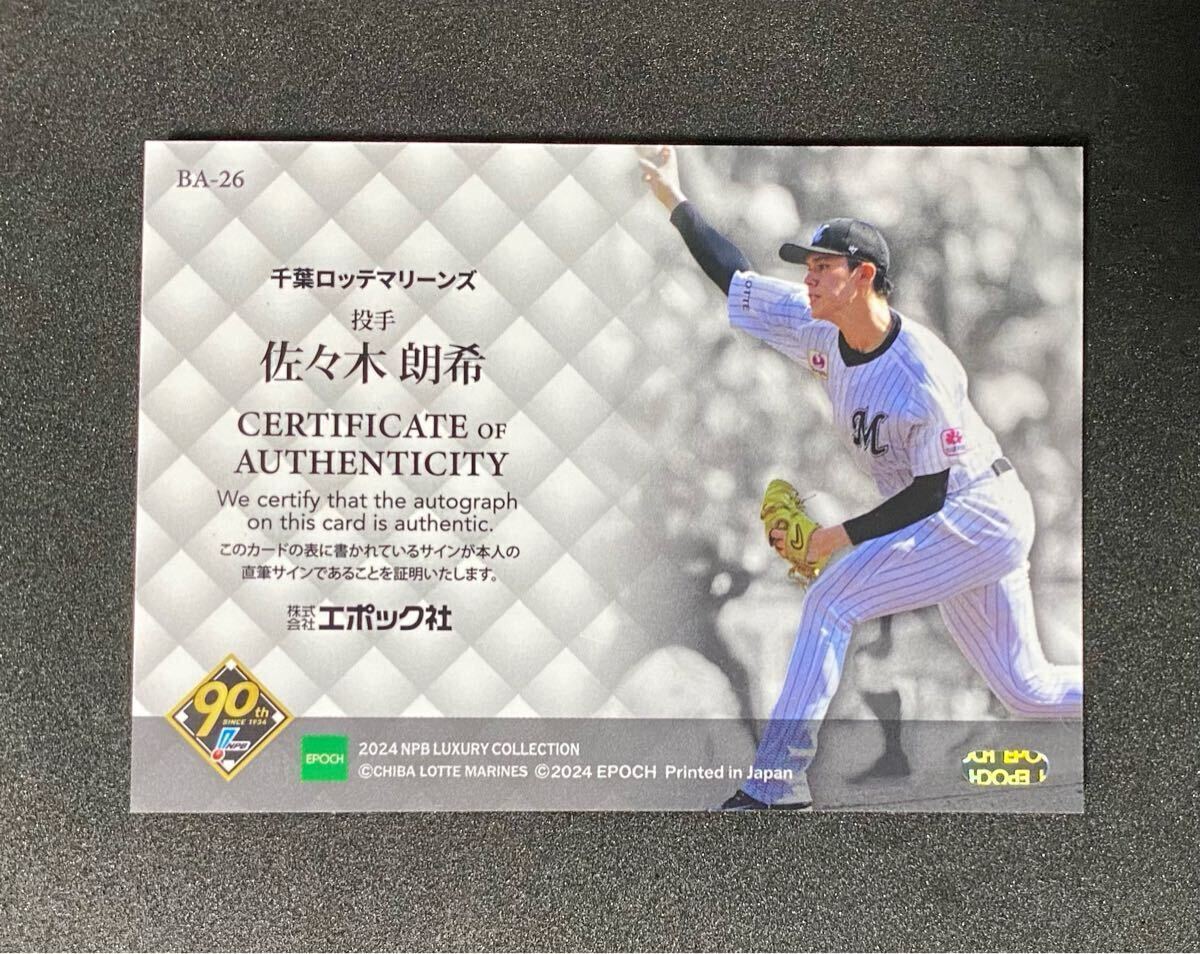 BA-26
千葉ロッテマリーンズ
投手
佐々木 朗希
CERTIFICATE OF
AUTHENTICITY
We certify that the autograph
on this card is authentic.
このカードの表に書かれているサインが本人の
直筆サインであることを証明いたします。
株式会社エポック社
90th
SINCE 1934
NPB
EPOCH
2024 NPB LUXURY COLLECTION
©CHIBA LOTTE MARINES ©2024 EPOCH Printed in Japan
M
EPOCH